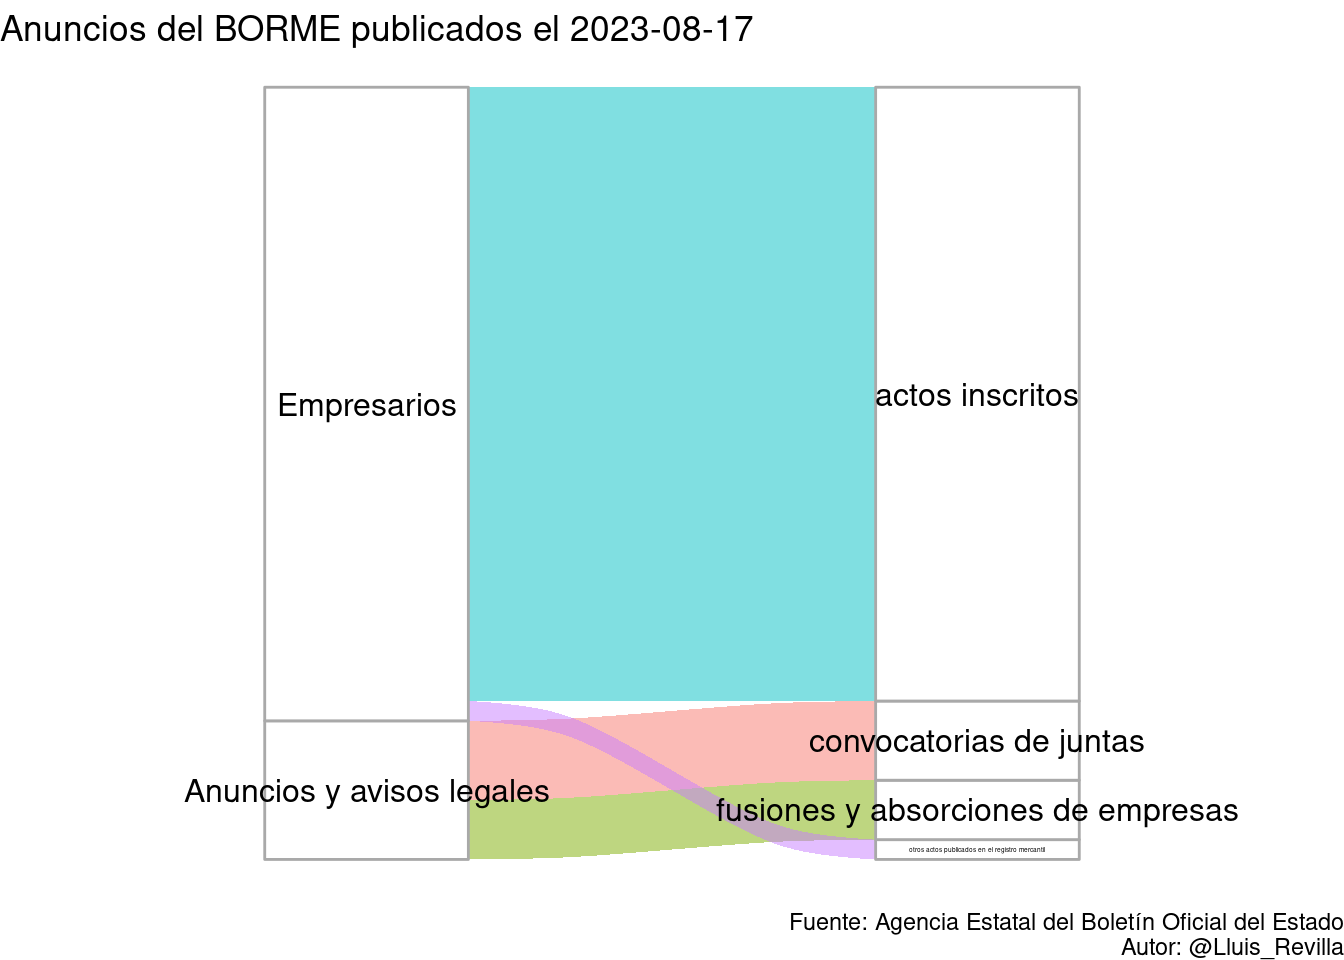 Anuncios del BORME publicados el 2023-08-17
Empresarios
actos inscritos
convocatorias de juntas
Anuncios y avisos legales
fusiones y absorciones de empresas
otros actos publicados en el registro mercantil
Fuente: Agencia Estatal del Boletín Oficial del Estado
Autor: @Lluis_Revilla